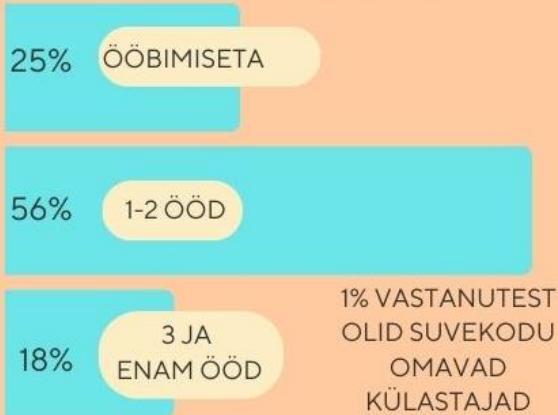 25% ÖÖBIMISETA
56% 1-2 ÖÖD
18% 3 JA
ENAM ÖÖD
1% VASTANUTEST
OLID SUVEKODU
OMAVAD
KÜLASTAJAD